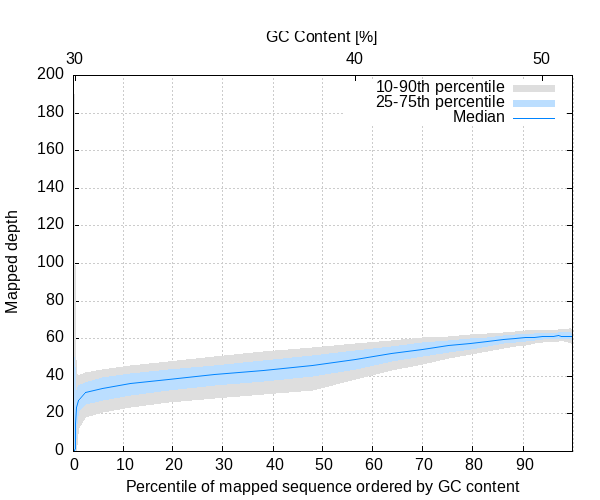 GC Content [%]
30 40 50
200
180
160
140
120
100
80
60
40
20
0
10-90th percentile
25-75th percentile
Median
Mapped depth
0 10 20 30 40 50 60 70 80 90
Percentile of mapped sequence ordered by GC content